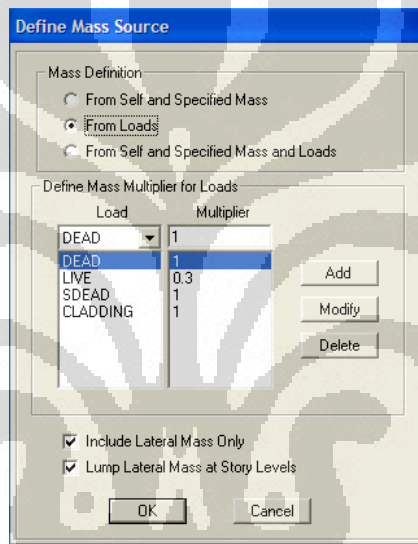 Define Mass Source
Mass Definition
From Self and Specified Mass
From Loads
From Self and Specified Mass and Loads
Define Mass Multiplier for Loads
Load Multiplier
DEAD 1
DEAD 1
LIVE 0.3
SDEAD 1
CLADDING 1
Add
Modify
Delete
Include Lateral Mass Only
Lump Lateral Mass at Story Levels
OK Cancel